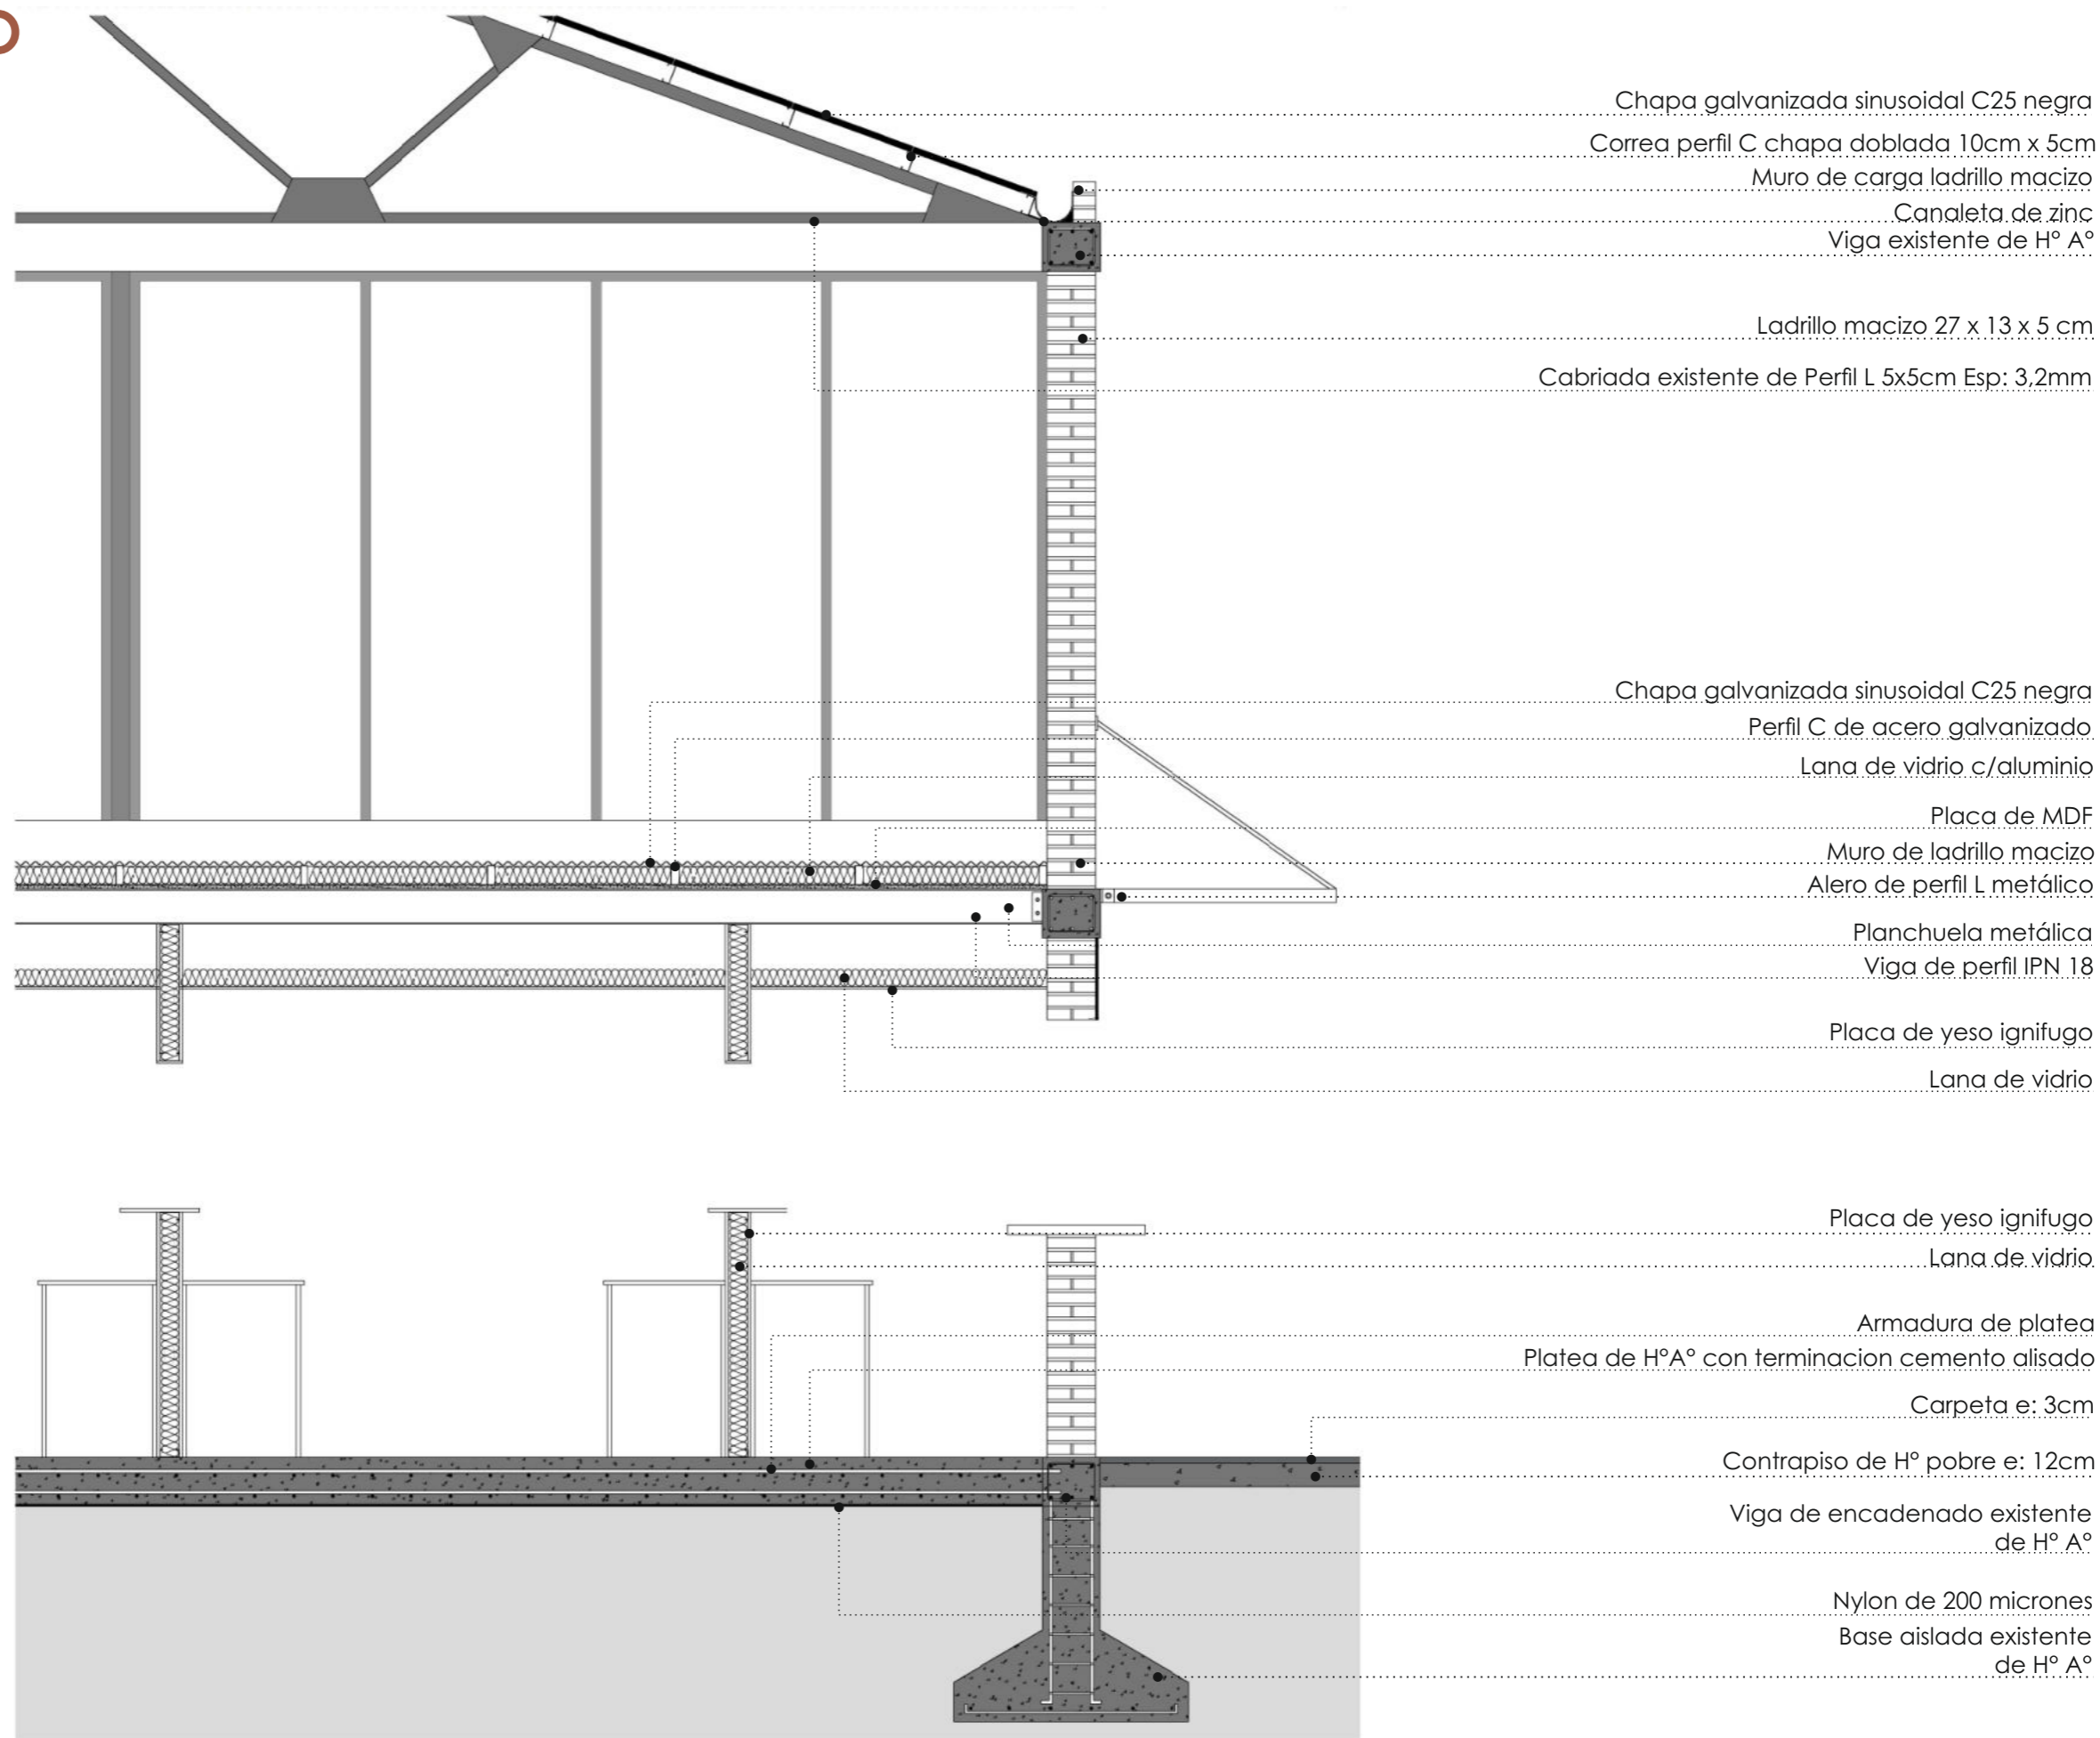 Chapa galvanizada sinusoidal C25 negra
Correa perfil C chapa doblada 10cm x 5cm
Muro de carga ladrillo macizo
Canaleta de zinc
Viga existente de H° A°
Ladrillo macizo 27 x 13 x 5 cm
Cabriada existente de Perfil L 5x5cm Esp: 3,2mm
Chapa galvanizada sinusoidal C25 negra
Perfil C de acero galvanizado
Lana de vidrio c/aluminio
Placa de MDF
Muro de ladrillo macizo
Alero de perfil L metálico
Planchuela metálica
Viga de perfil IPN 18
Placa de yeso ignifugo
Lana de vidrio
Placa de yeso ignifugo
Lana de vidrio
Armadura de platea
Platea de H°A° con terminacion cemento alisado
Carpeta e: 3cm
Contrapiso de H° pobre e: 12cm
Viga de encadenado existente
de H° A°
Nylon de 200 micrones
Base aislada existente
de H° A°